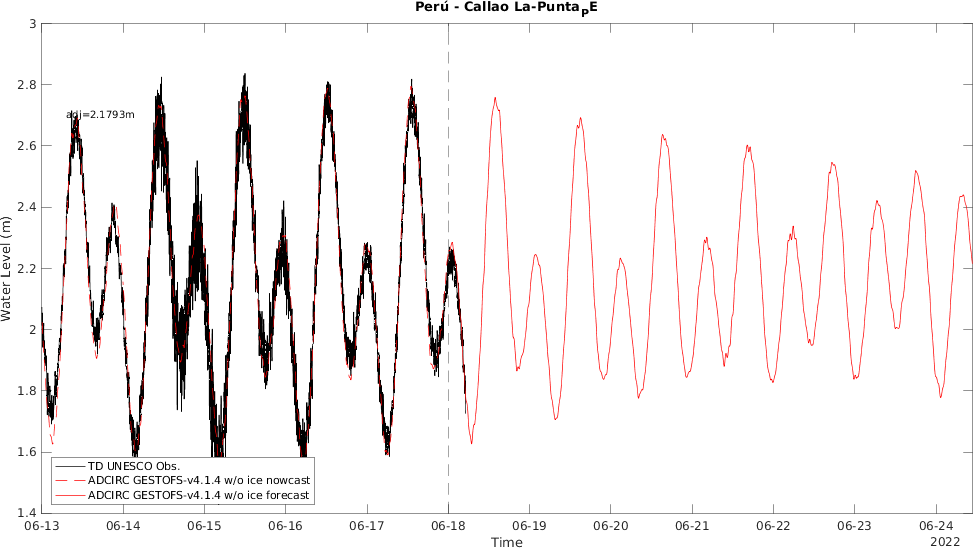 Perú - Callao La-Punta_PE
3
2.8
2.6
2.4
2.2
2
1.8
1.6
1.4
Water Level (m)
adj=2.1793m
TD UNESCO Obs.
ADCIRC GESTOFS-v4.1.4 w/o ice nowcast
ADCIRC GESTOFS-v4.1.4 w/o ice forecast
06-13 06-14 06-15 06-16 06-17 06-18 06-19 06-20 06-21 06-22 06-23 06-24
Time
2022